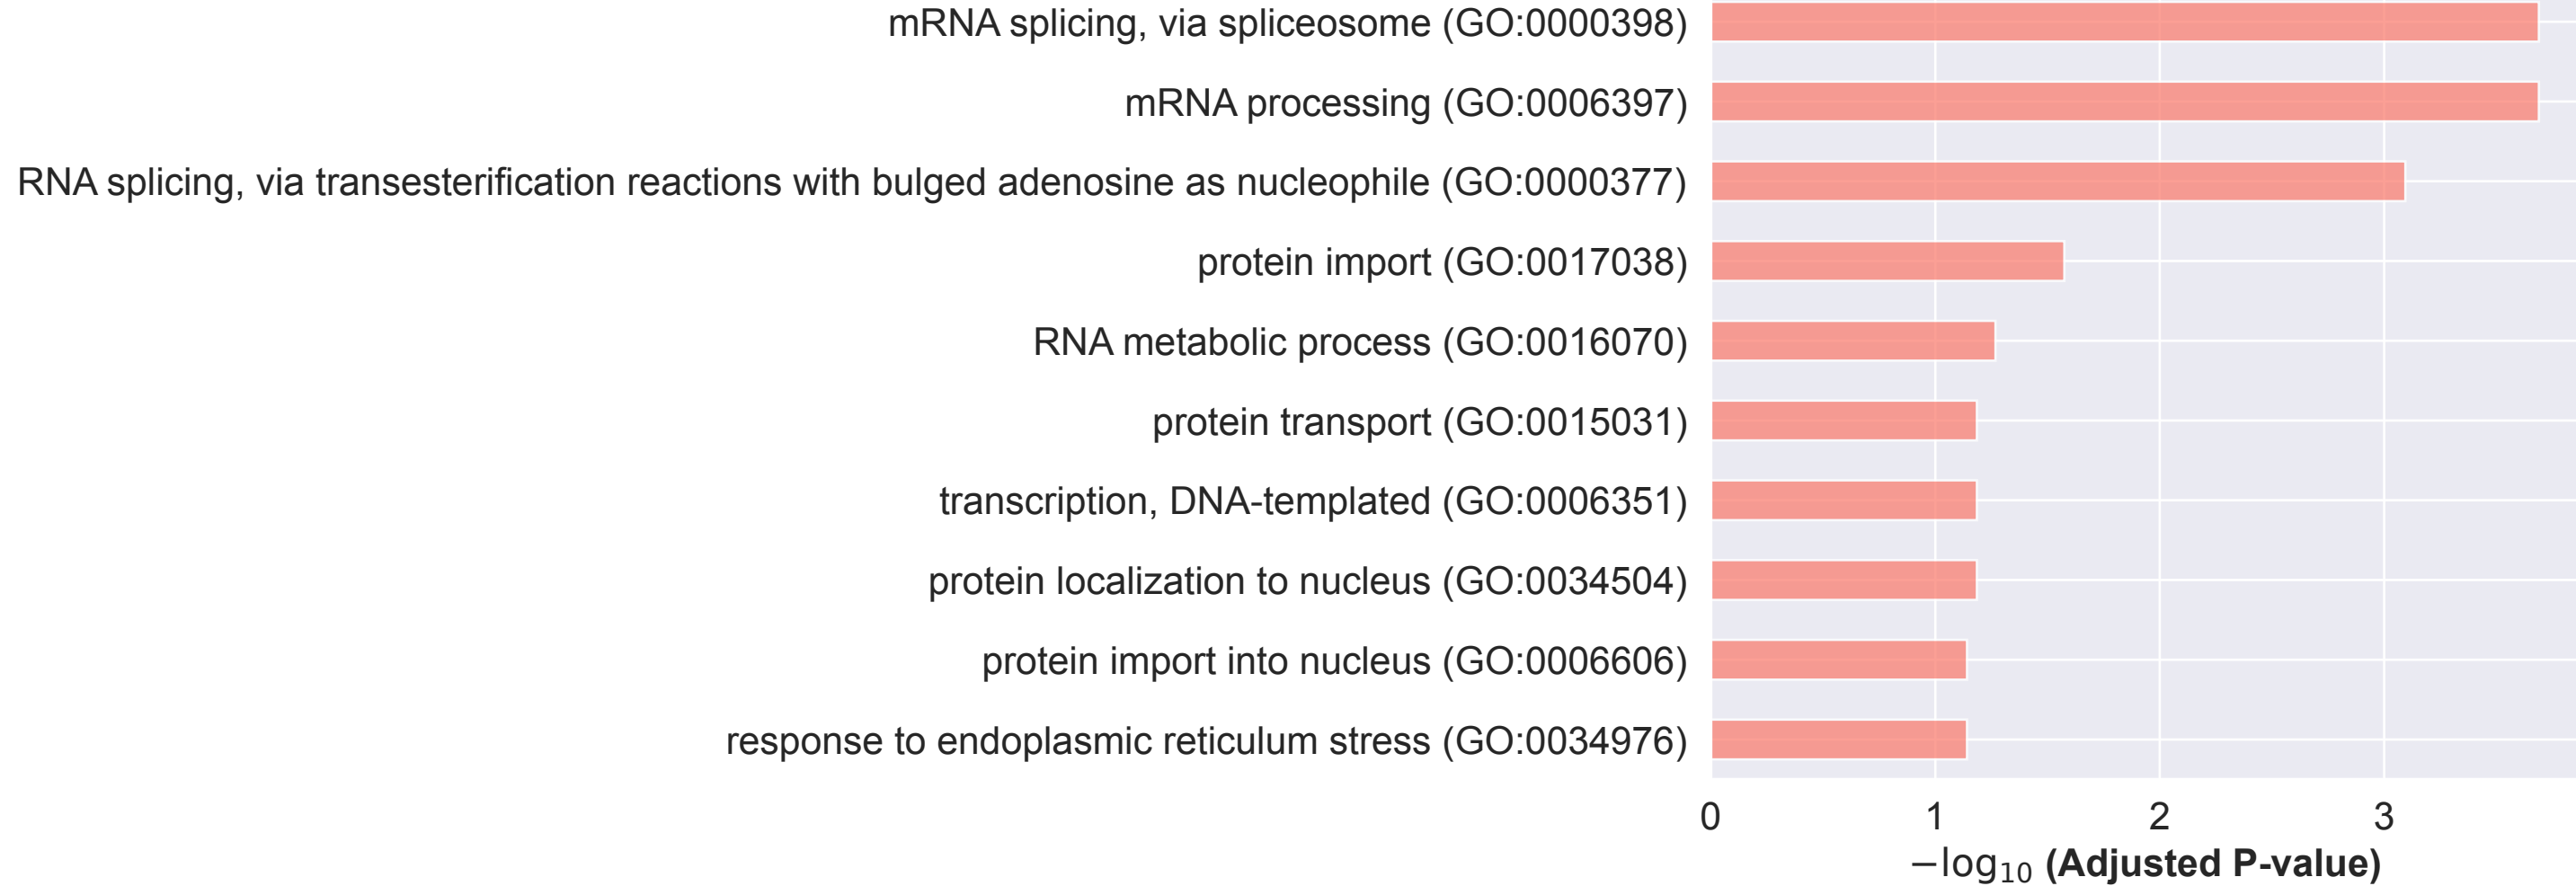 mRNA splicing, via spliceosome (GO:0000398)
mRNA processing (GO:0006397)
RNA splicing, via transesterification reactions with bulged adenosine as nucleophile (GO:0000377)
protein import (GO:0017038)
RNA metabolic process (GO:0016070)
protein transport (GO:0015031)
transcription, DNA-templated (GO:0006351)
protein localization to nucleus (GO:0034504)
protein import into nucleus (GO:0006606)
response to endoplasmic reticulum stress (GO:0034976)
0 1 2 3
−log₁₀ (Adjusted P-value)